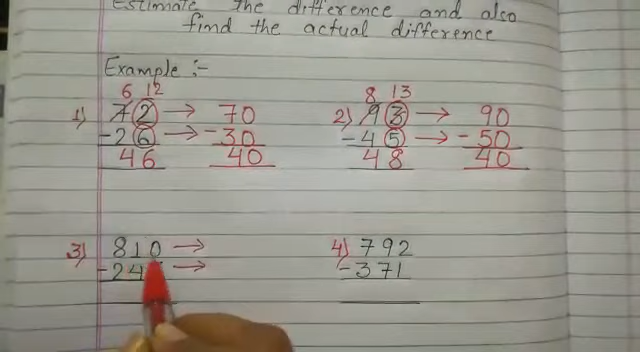 Estimate the difference and also
find the actual difference
Example :-
6 12
8 13
1) 72 → 70
2) 93 → 90
- 26 → - 30
- 45 → - 50
46 40
48 40
3) 810 →
4) 792
- 24 →
- 371